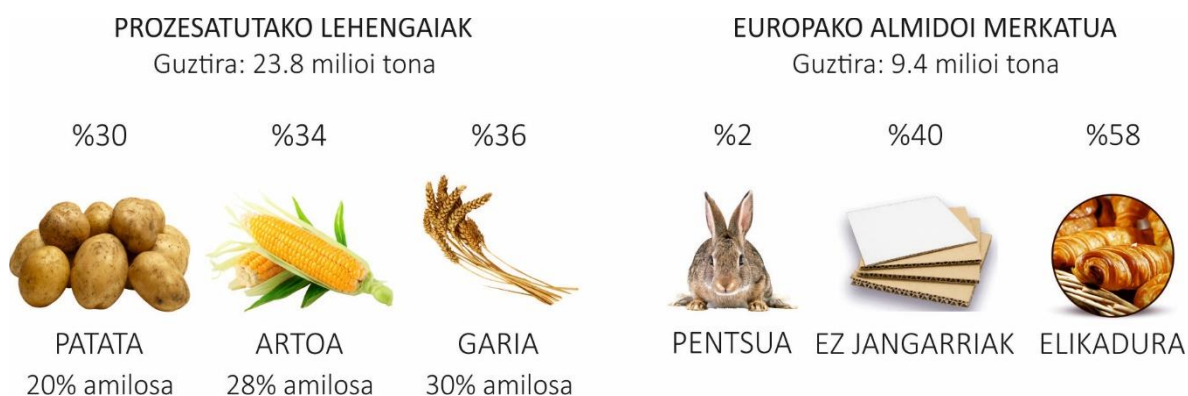 PROZESATUTAKO LEHENGAIAK
Guztira: 23.8 milioi tona
%30
%34
%36
PATATA
ARTOA
GARIA
20% amilosa
28% amilosa
30% amilosa
EUROPAKO ALMIDOI MERKATUA
Guztira: 9.4 milioi tona
%2
%40
%58
PENTSUA
EZ JANGARRIAK
ELIKADURA